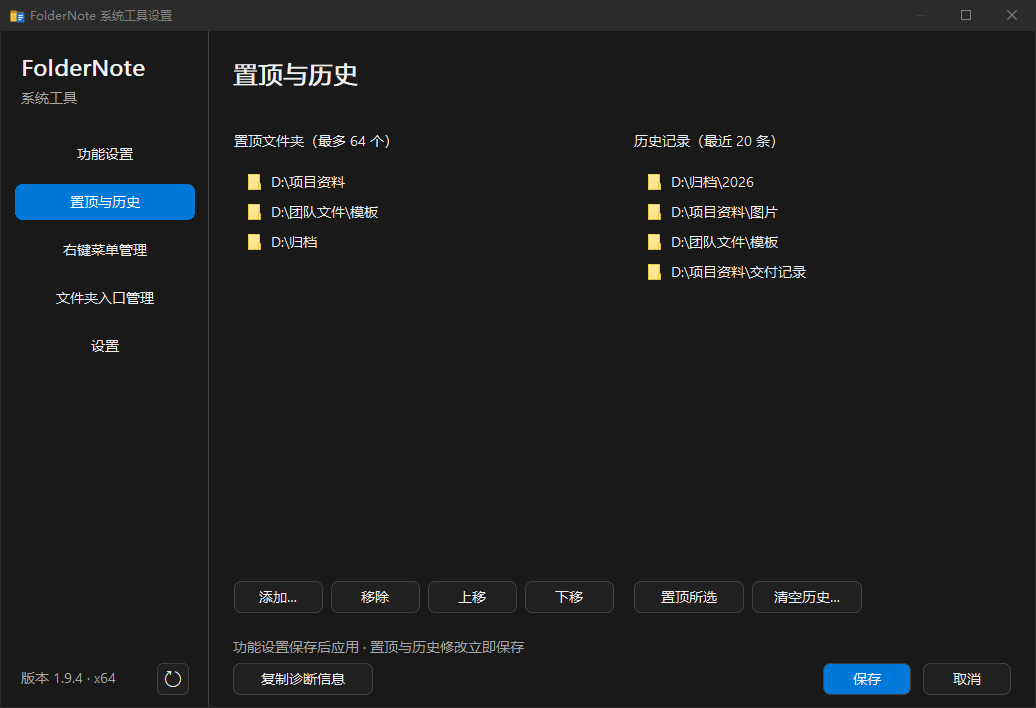 FolderNote 系统工具设置
FolderNote
系统工具
功能设置
置顶与历史
右键菜单管理
文件夹入口管理
设置
版本 1.9.4 · x64
置顶与历史
置顶文件夹（最多 64 个）
D:\项目资料
D:\团队文件\模板
D:\归档
历史记录（最近 20 条）
D:\归档\2026
D:\项目资料\图片
D:\团队文件\模板
D:\项目资料\交付记录
添加...
移除
上移
下移
置顶所选
清空历史...
功能设置保存后应用 · 置顶与历史修改立即保存
复制诊断信息
保存
取消